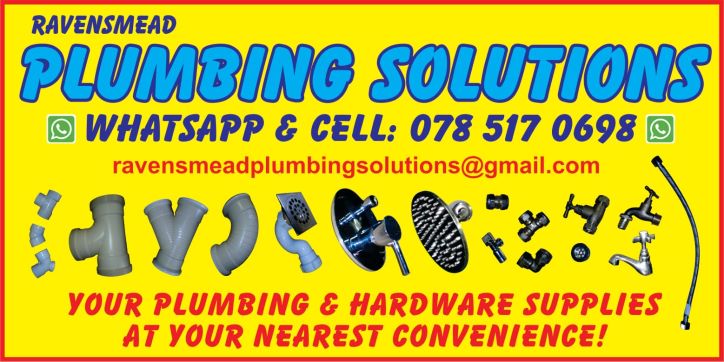 RAVENSMEAD
PLUMBING SOLUTIONS
WHATSAPP & CELL: 078 517 0698
ravensmeadplumbingsolutions@gmail.com
YOUR PLUMBING & HARDWARE SUPPLIES
AT YOUR NEAREST CONVENIENCE!